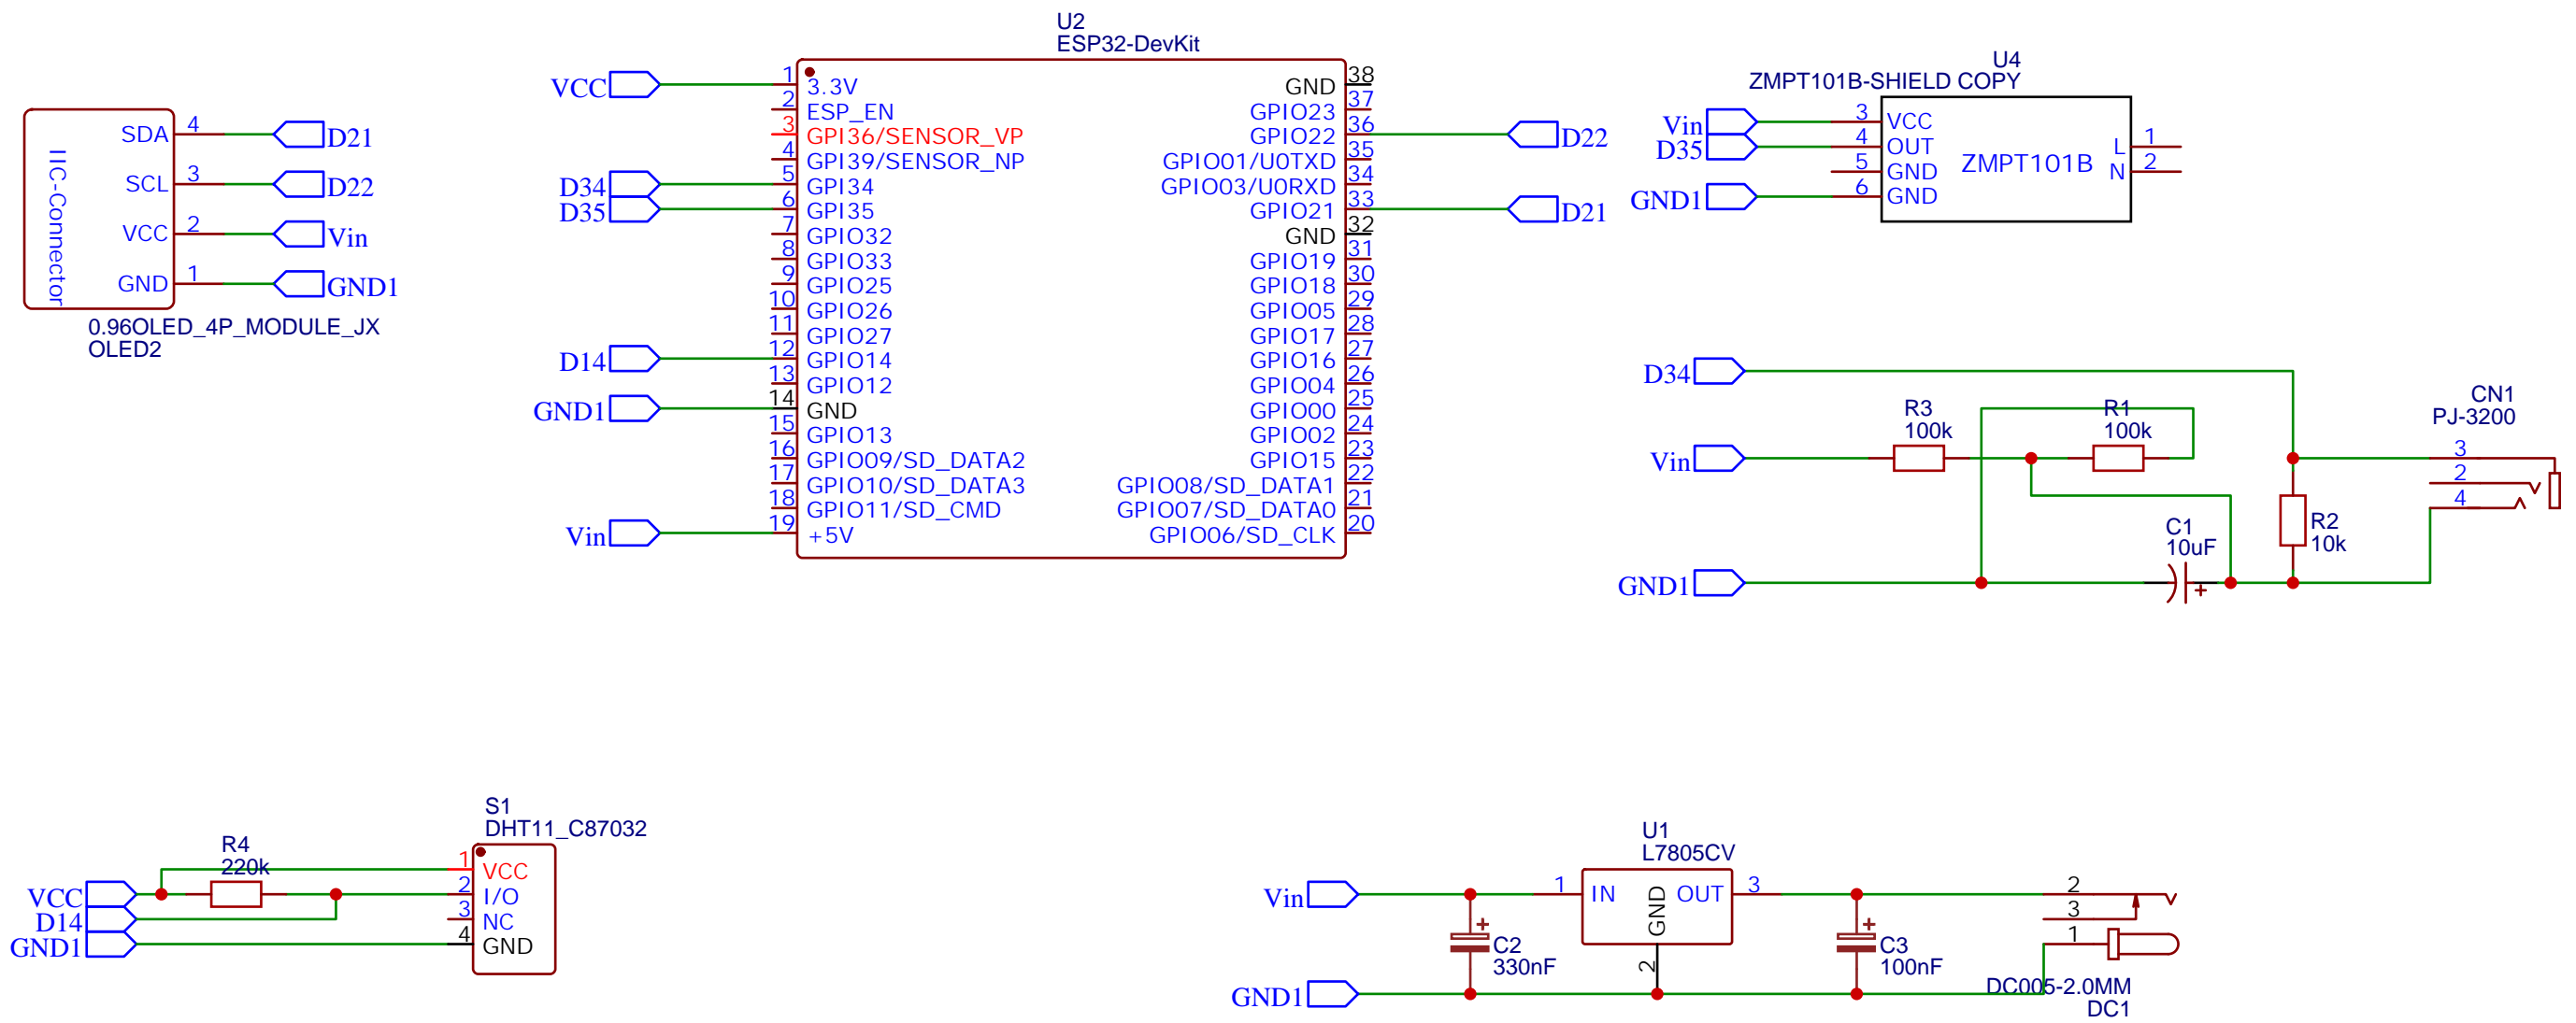 U2
ESP32-DevKit
VCC
D34
D35
D14
GND1
Vin
1 3.3V
2 ESP_EN
3 GPI36/SENSOR_VP
4 GPI39/SENSOR_NP
5 GPI34
6 GPI35
7 GPIO32
8 GPIO33
9 GPIO25
10 GPIO26
11 GPIO27
12 GPIO14
13 GPIO12
14 GND
15 GPIO13
16 GPIO09/SD_DATA2
17 GPIO10/SD_DATA3
18 GPIO11/SD_CMD
19 +5V
GND 38
GPIO23 37
GPIO22 36
GPIO01/U0TXD 35
GPIO03/U0RXD 34
GPIO21 33
GND 32
GPIO19 31
GPIO18 30
GPIO05 29
GPIO17 28
GPIO16 27
GPIO04 26
GPIO00 25
GPIO02 24
GPIO15 23
GPIO08/SD_DATA1 22
GPIO07/SD_DATA0 21
GPIO06/SD_CLK 20
D22
D21
IIC-Connector
SDA 4 D21
SCL 3 D22
VCC 2 Vin
GND 1 GND1
0.96OLED_4P_MODULE_JX
OLED2
U4
ZMPT101B-SHIELD COPY
Vin 3 VCC
D35 4 OUT
5 GND
GND1 6 GND
ZMPT101B
L 1
N 2
D34
Vin
GND1
R3
100k
R1
100k
C1
10uF
R2
10k
CN1
PJ-3200
3
2
4
S1
DHT11_C87032
R4
220k
VCC
D14
GND1
1 VCC
2 I/O
3 NC
4 GND
U1
L7805CV
Vin
GND1
1 IN
GND
2
OUT 3
C2
330nF
C3
100nF
2
3
1
DC005-2.0MM
DC1